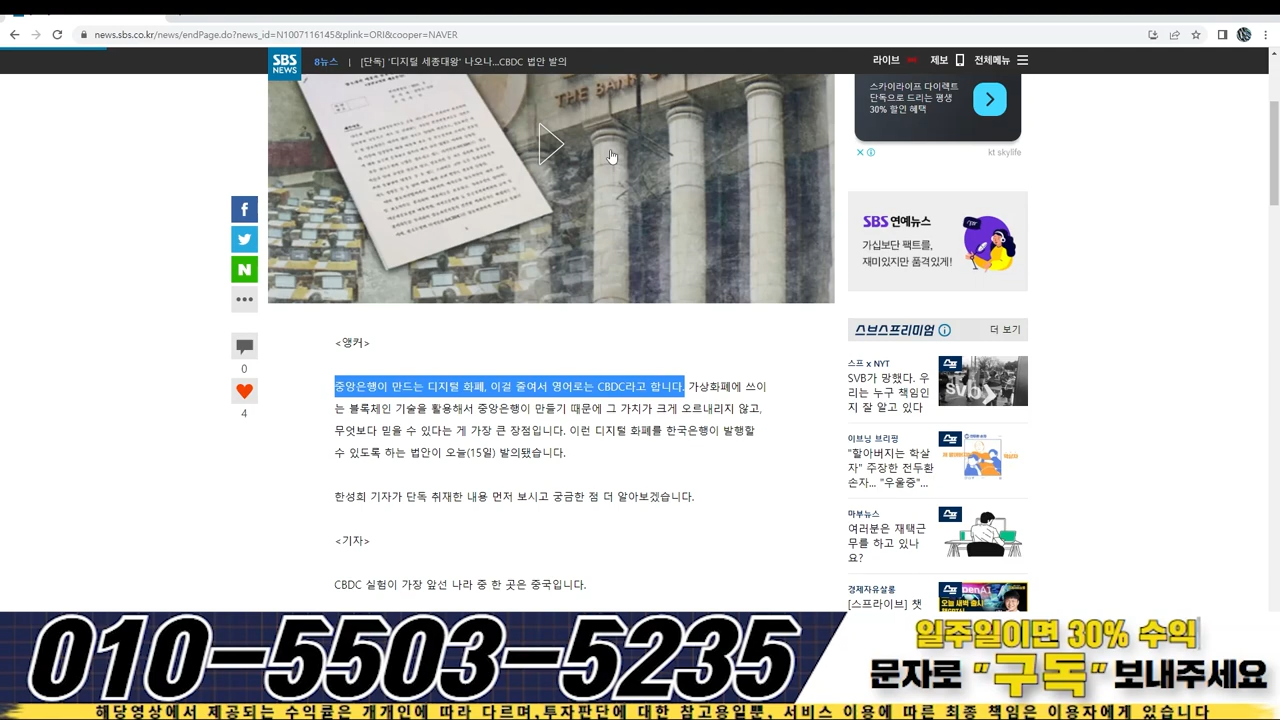 news.sbs.co.kr/news/endPage.do?news_id=N1007116145&plink=ORI&cooper=NAVER
SBS NEWS
8뉴스 | [단독] '디지털 세종대왕' 나오나...CBDC 법안 발의
라이브
제보
전체메뉴
THE BANK
스카이라이프 다이렉트
단독으로 드리는 평생
30% 할인 혜택
kt skylife
SBS 연예뉴스
가십보단 팩트를,
재미있지만 품격있게!
0
4
<앵커>
중앙은행이 만드는 디지털 화폐, 이걸 줄여서 영어로는 CBDC라고 합니다. 가상화폐에 쓰이
는 블록체인 기술을 활용해서 중앙은행이 만들기 때문에 그 가치가 크게 오르내리지 않고,
무엇보다 믿을 수 있다는 게 가장 큰 장점입니다. 이런 디지털 화폐를 한국은행이 발행할
수 있도록 하는 법안이 오늘(15일) 발의됐습니다.
한성희 기자가 단독 취재한 내용 먼저 보시고 궁금한 점 더 알아보겠습니다.
<기자>
CBDC 실험이 가장 앞선 나라 중 한 곳은 중국입니다.
스브스프리미엄
더 보기
스프 x NYT
SVB가 망했다. 우
리는 누구 책임인
지 잘 알고 있다
스프
svb
이브닝 브리핑
"할아버지는 학살
자" 주장한 전두환
손자... "우울증"...
스프
마부뉴스
여러분은 재택근
무를 하고 있나
요?
스프
경제자유살롱
[스프라이브] 챗
스프
010-5503-5235
일주일이면 30% 수익
문자로 "구독" 보내주세요
해당영상에서 제공되는 수익률은 개개인에 따라 다르며,투자판단에 대한 참고용일뿐, 서비스 이용에 따른 최종 책임은 이용자에게 있습니다